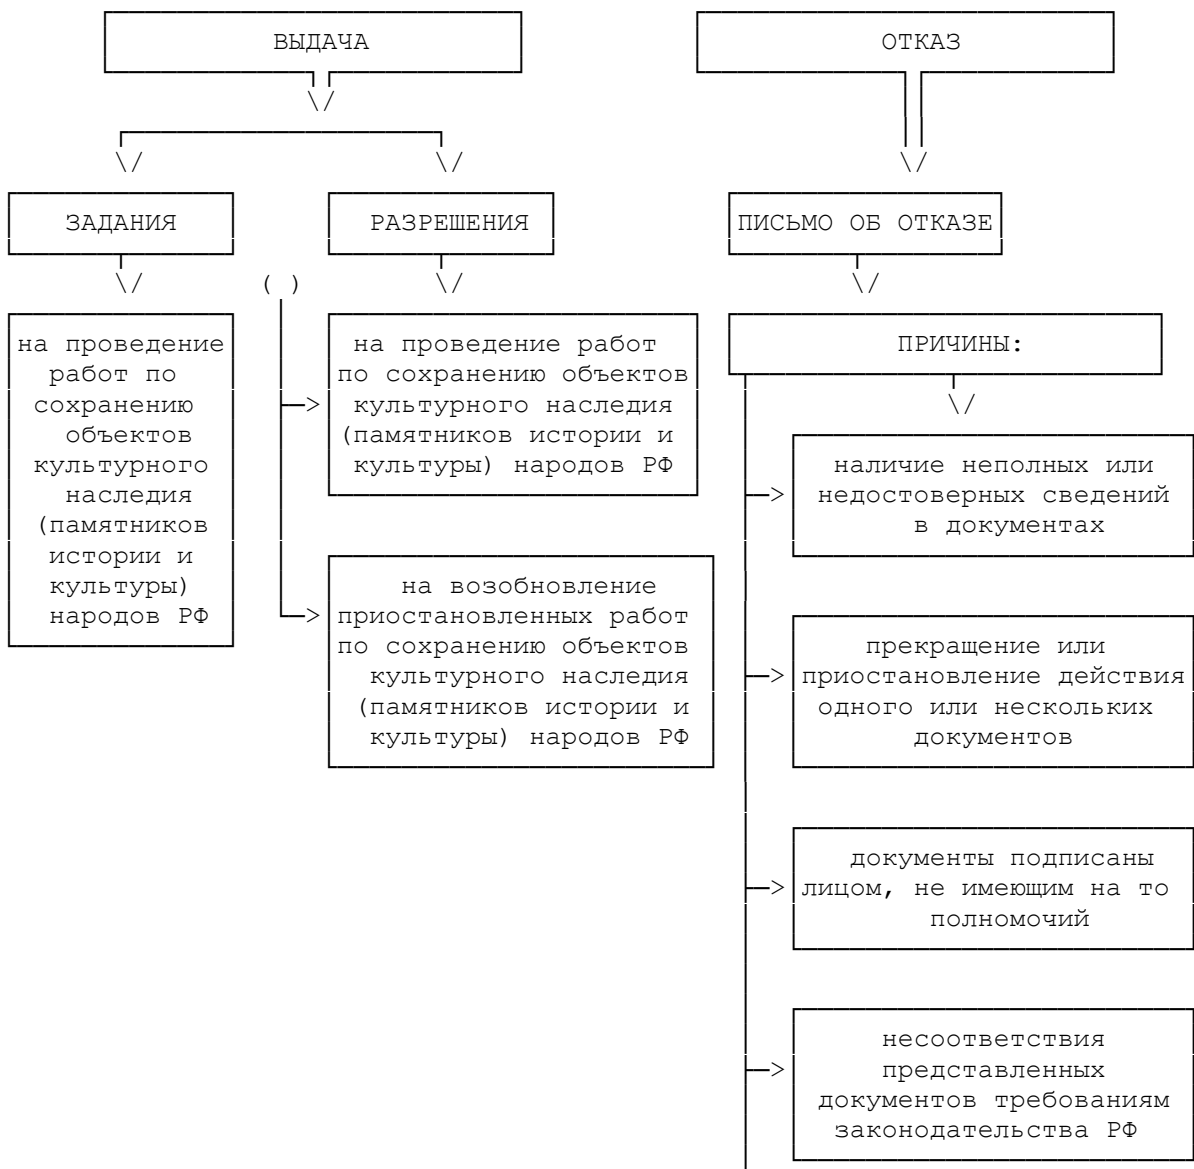 ВЫДАЧА
ОТКАЗ
ЗАДАНИЯ
РАЗРЕШЕНИЯ
ПИСЬМО ОБ ОТКАЗЕ
( )
на проведение
работ по
сохранению
объектов
культурного
наследия
(памятников
истории и
культуры)
народов РФ
на проведение работ
по сохранению объектов
культурного наследия
(памятников истории и
культуры) народов РФ
на возобновление
приостановленных работ
по сохранению объектов
культурного наследия
(памятников истории и
культуры) народов РФ
ПРИЧИНЫ:
наличие неполных или
недостоверных сведений
в документах
прекращение или
приостановление действия
одного или нескольких
документов
документы подписаны
лицом, не имеющим на то
полномочий
несоответствия
представленных
документов требованиям
законодательства РФ